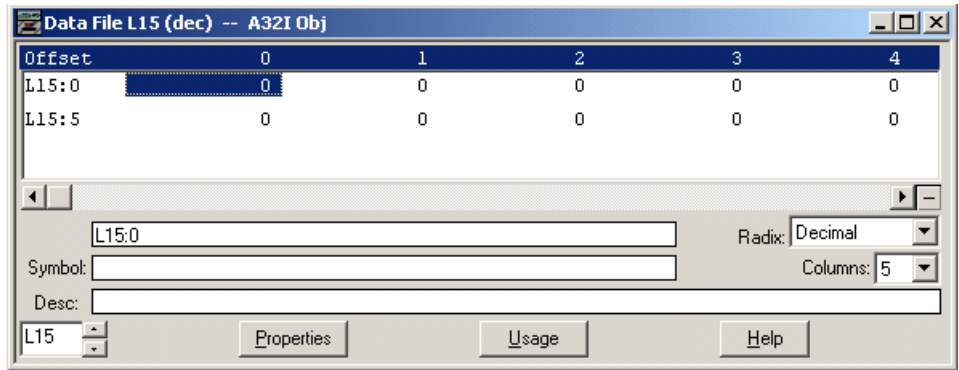 Data File L15 (dec) -- A32I Obj
Offset 0 1 2 3 4
L15:0 0 0 0 0 0
L15:5 0 0 0 0 0
L15:0
Radix: Decimal
Symbol:
Columns: 5
Desc:
L15 Properties Usage Help